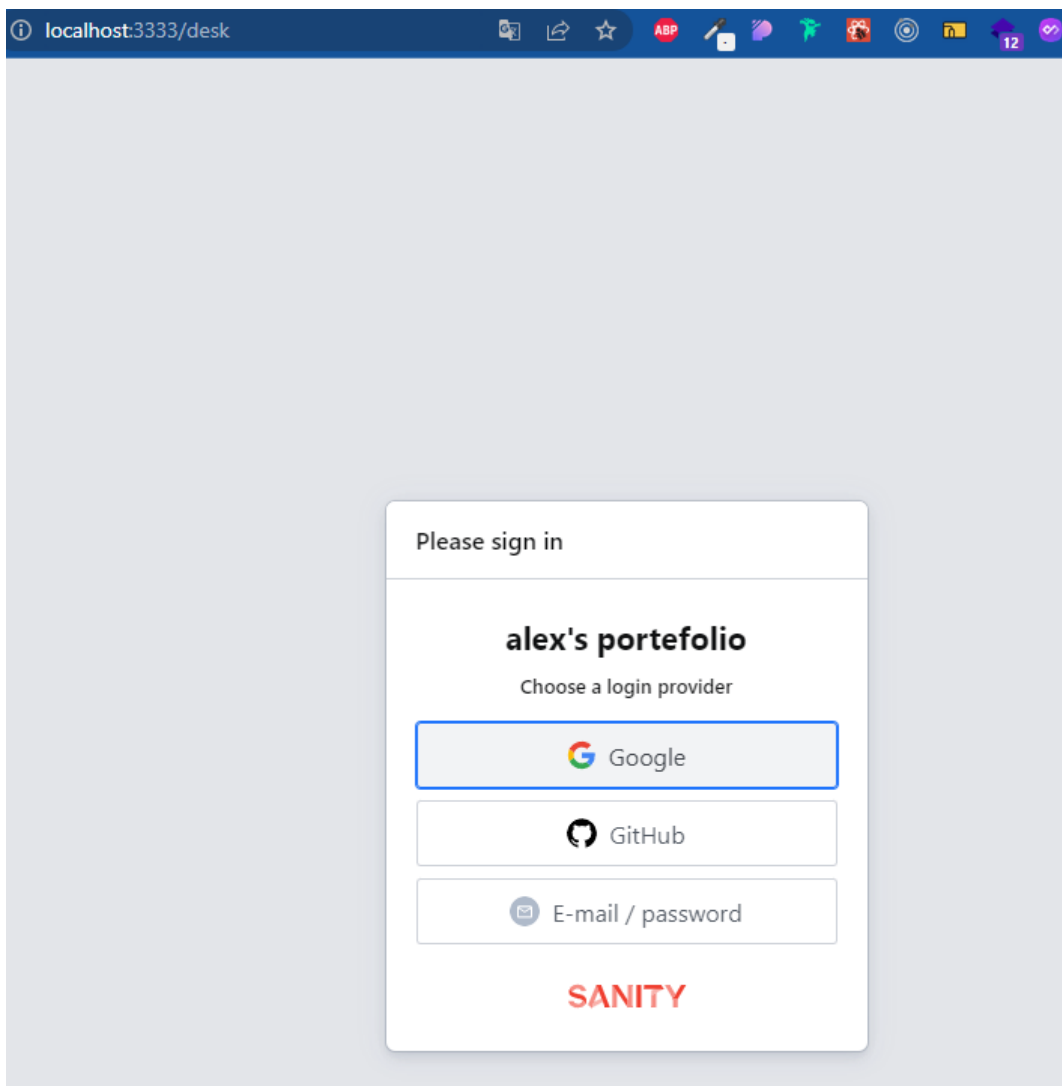 localhost:3333/desk
ABP
12
Please sign in
alex's portefolio
Choose a login provider
Google
GitHub
E-mail / password
SANITY